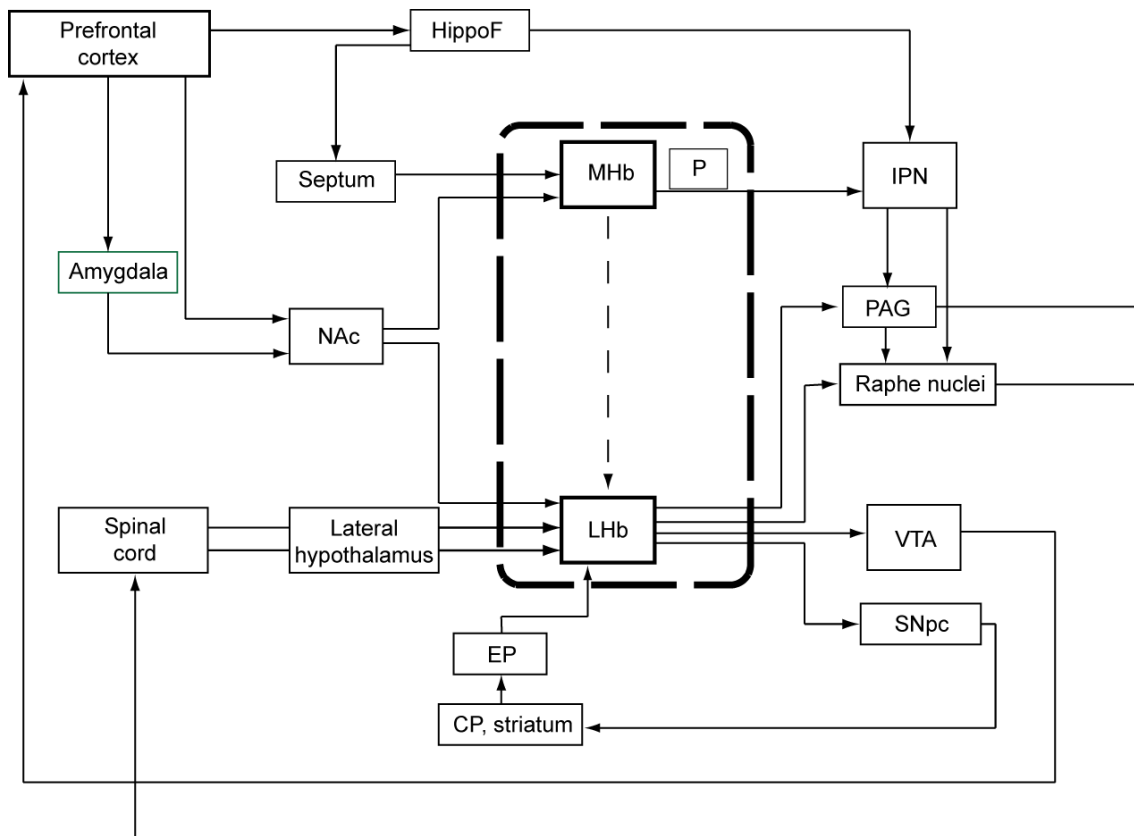 Prefrontal
cortex
HippoF
Septum
MHb
P
IPN
Amygdala
NAc
PAG
Raphe nuclei
Spinal
cord
Lateral
hypothalamus
LHb
VTA
SNpc
EP
CP, striatum